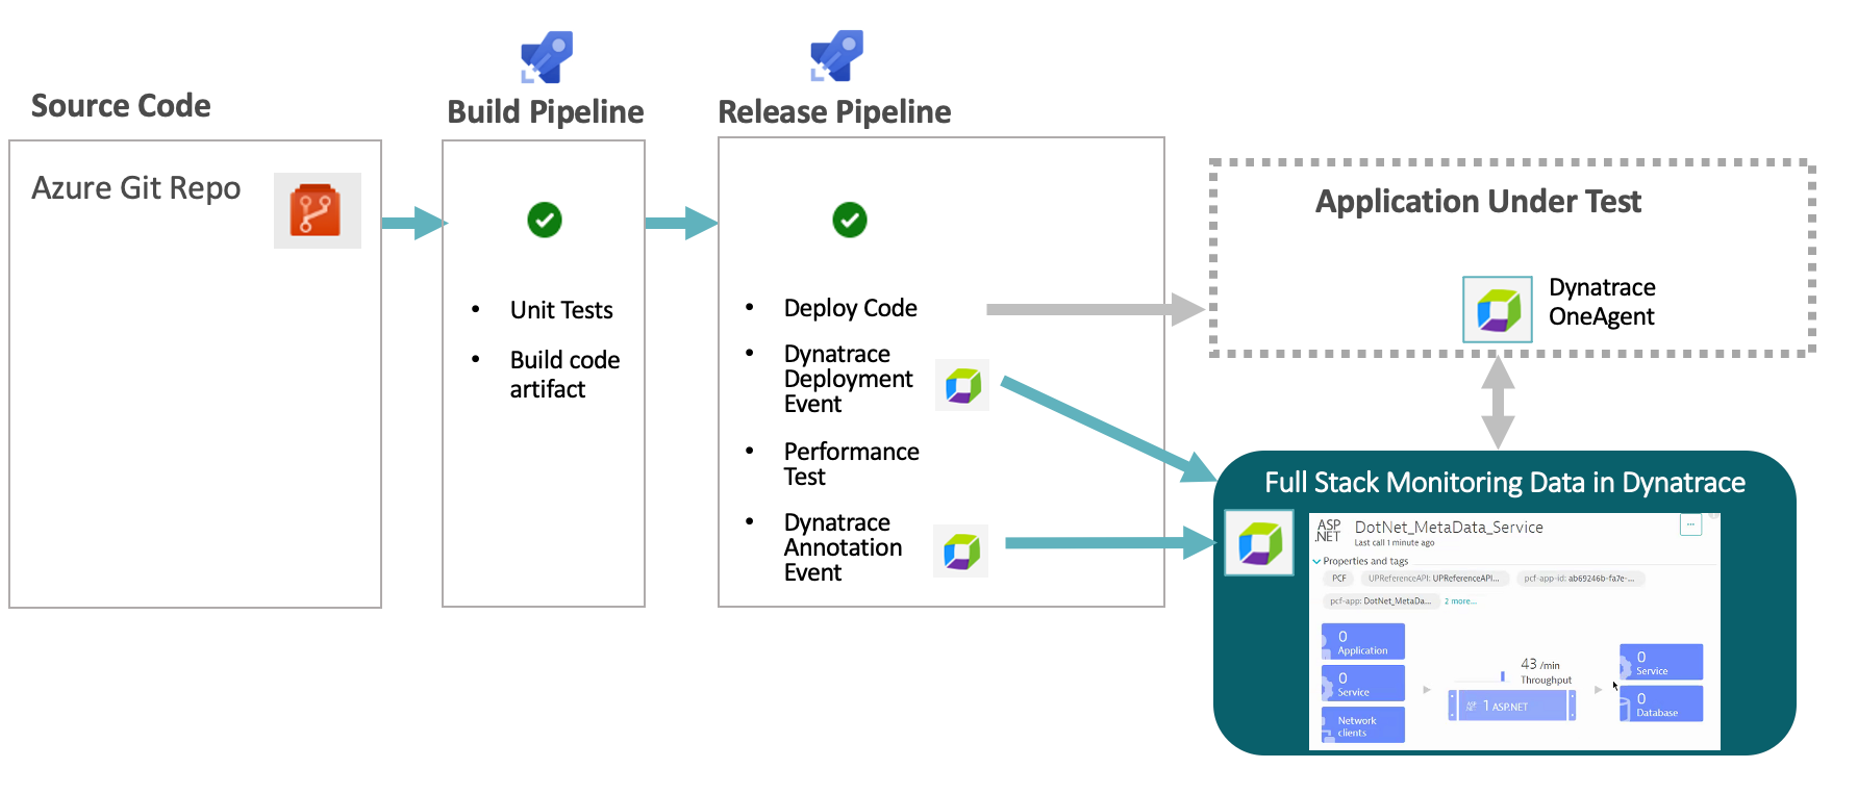 Source Code
Build Pipeline
Release Pipeline
Azure Git Repo
• Unit Tests
• Build code
artifact
• Deploy Code
• Dynatrace
Deployment
Event
• Performance
Test
• Dynatrace
Annotation
Event
Application Under Test
Dynatrace
OneAgent
Full Stack Monitoring Data in Dynatrace
ASP
.NET
DotNet_MetaData_Service
Last call 1 minute ago
...
Properties and tags
PCF
UPReferenceAPI: UPReferenceAPI...
pcf-app-id: ab69246b-fa7e-...
pcf-app: DotNet_MetaDa...
2 more...
0
Application
0
Service
Network
clients
43 /min
Throughput
1 ASP.NET
0
Service
0
Database